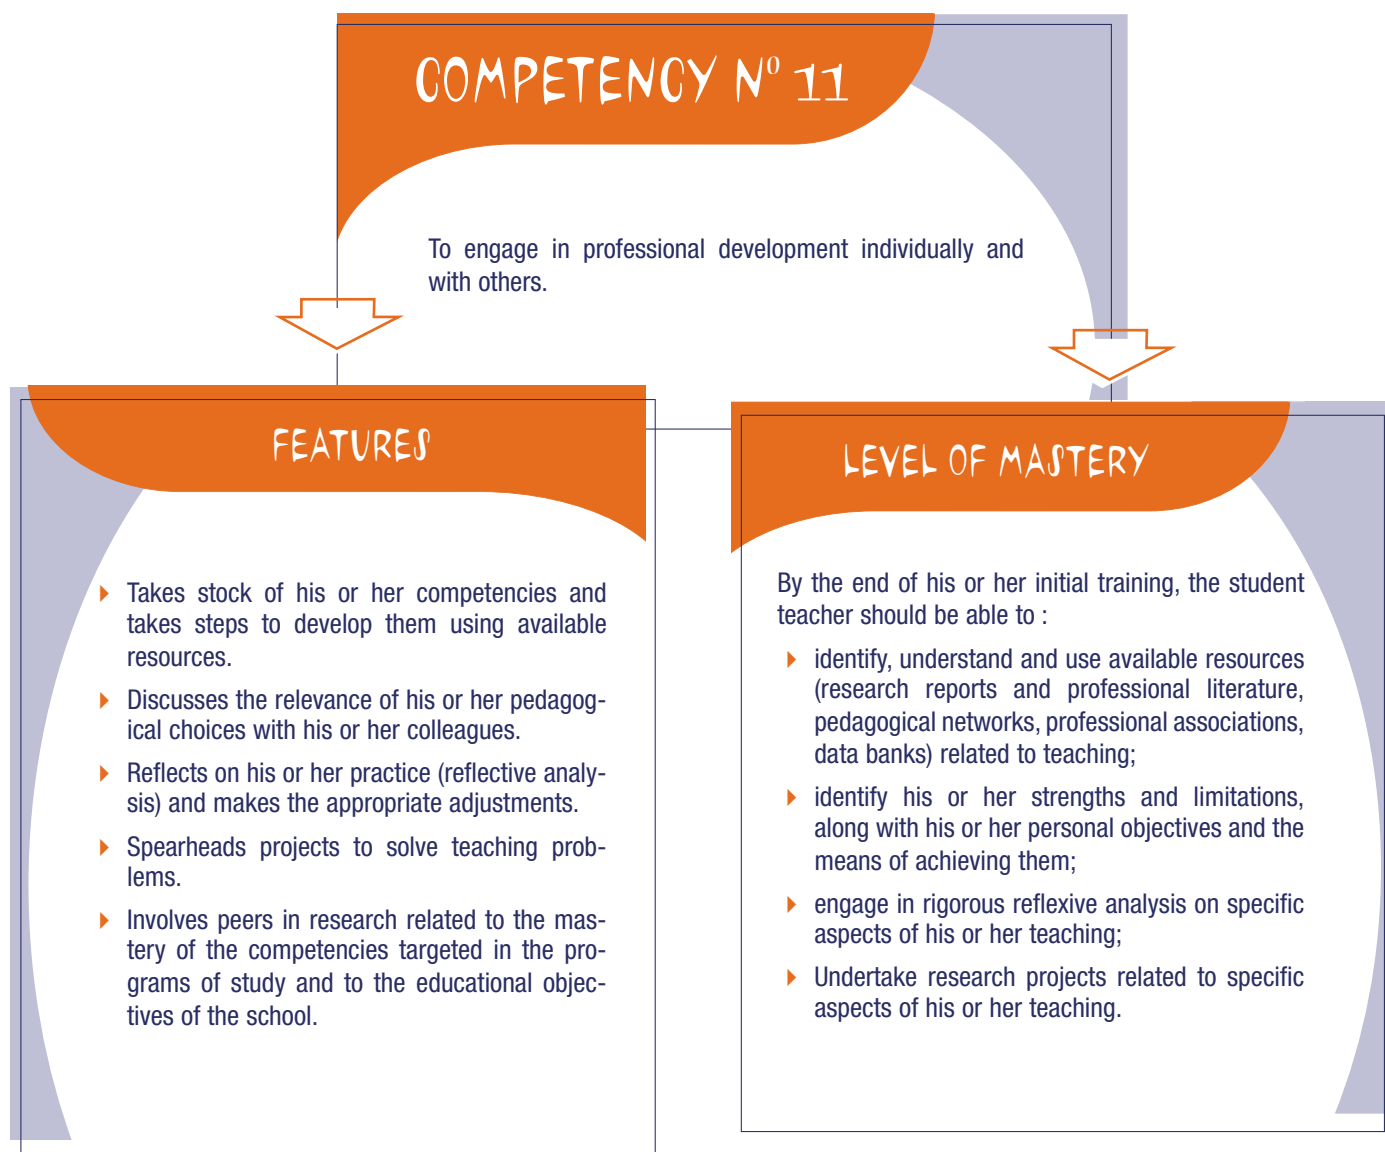 COMPETENCY Nº 11
To engage in professional development individually and
with others.
FEATURES
Takes stock of his or her competencies and
takes steps to develop them using available
resources.
Discusses the relevance of his or her pedagog-
ical choices with his or her colleagues.
Reflects on his or her practice (reflective analy-
sis) and makes the appropriate adjustments.
Spearheads projects to solve teaching prob-
lems.
Involves peers in research related to the mas-
tery of the competencies targeted in the pro-
grams of study and to the educational objec-
tives of the school.
LEVEL OF MASTERY
By the end of his or her initial training, the student
teacher should be able to :
identify, understand and use available resources
(research reports and professional literature,
pedagogical networks, professional associations,
data banks) related to teaching;
identify his or her strengths and limitations,
along with his or her personal objectives and the
means of achieving them;
engage in rigorous reflexive analysis on specific
aspects of his or her teaching;
Undertake research projects related to specific
aspects of his or her teaching.